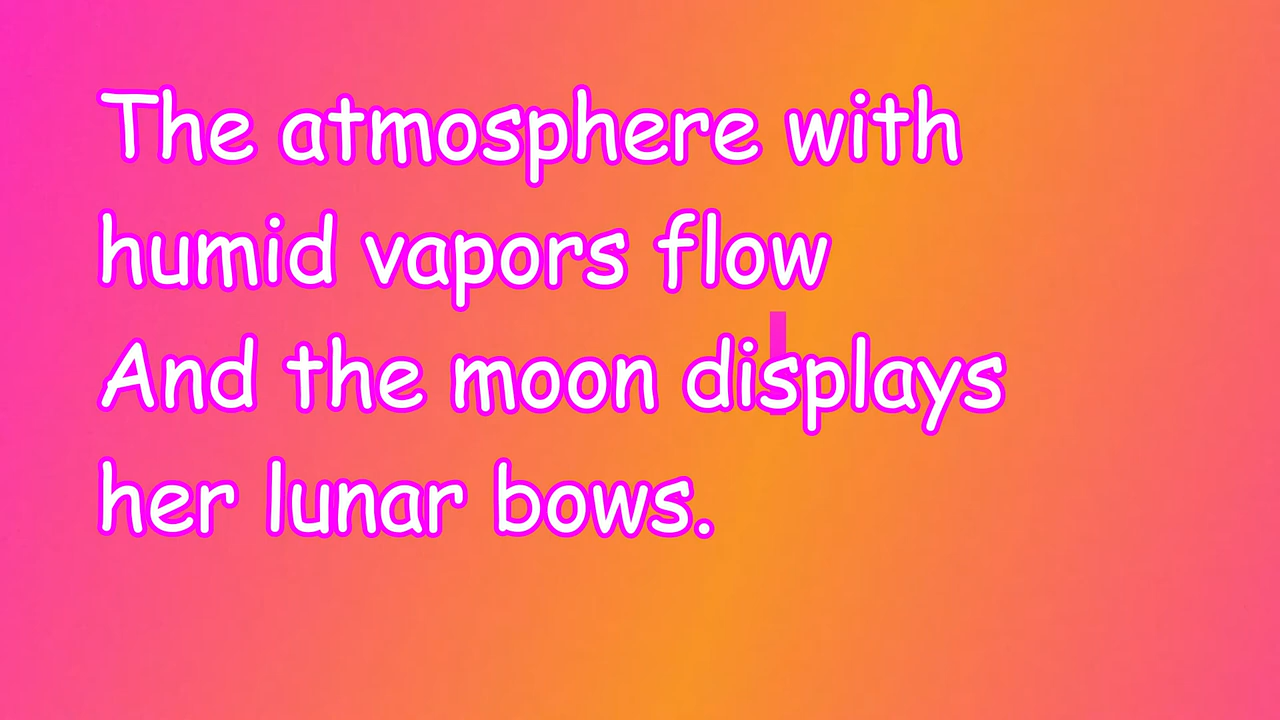 The atmosphere with
humid vapors flow
And the moon displays
her lunar bows.